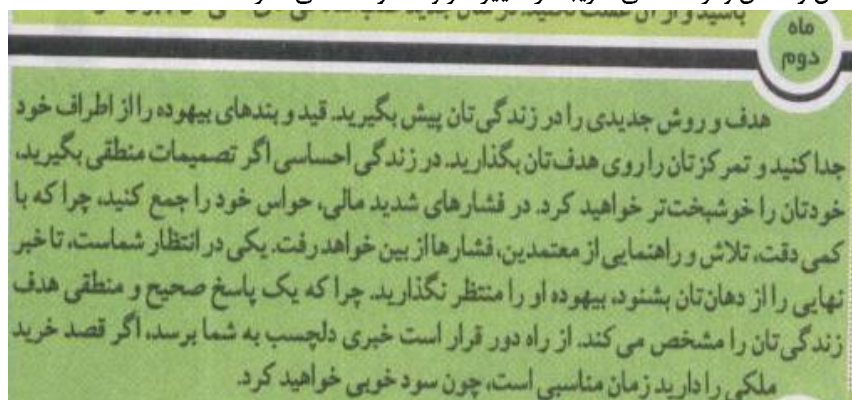 باشید و از آن
ماه
دوم
هدف و روش جدیدی را در زندگی تان پیش بگیرید. قید و بندهای بیهوده را از اطراف خود
جدا کنید و تمرکزتان را روی هدف تان بگذارید. در زندگی احساسی اگر تصمیمات منطقی بگیرید،
خودتان را خوشبخت تر خواهید کرد. در فشارهای شدید مالی، حواس خود را جمع کنید، چرا که با
کمی دقت، تلاش و راهنمایی از معتمدین، فشارها از بین خواهد رفت. یکی در انتظار شماست، تا خبر
نهایی را از دهان تان بشنود، بیهوده او را منتظر نگذارید. چرا که یک پاسخ صحیح و منطقی هدف
زندگی تان را مشخص می کند. از راه دور قرار است خبری دلچسب به شما برسد، اگر قصد خرید
ملکی را دارید زمان مناسبی است، چون سود خوبی خواهید کرد.